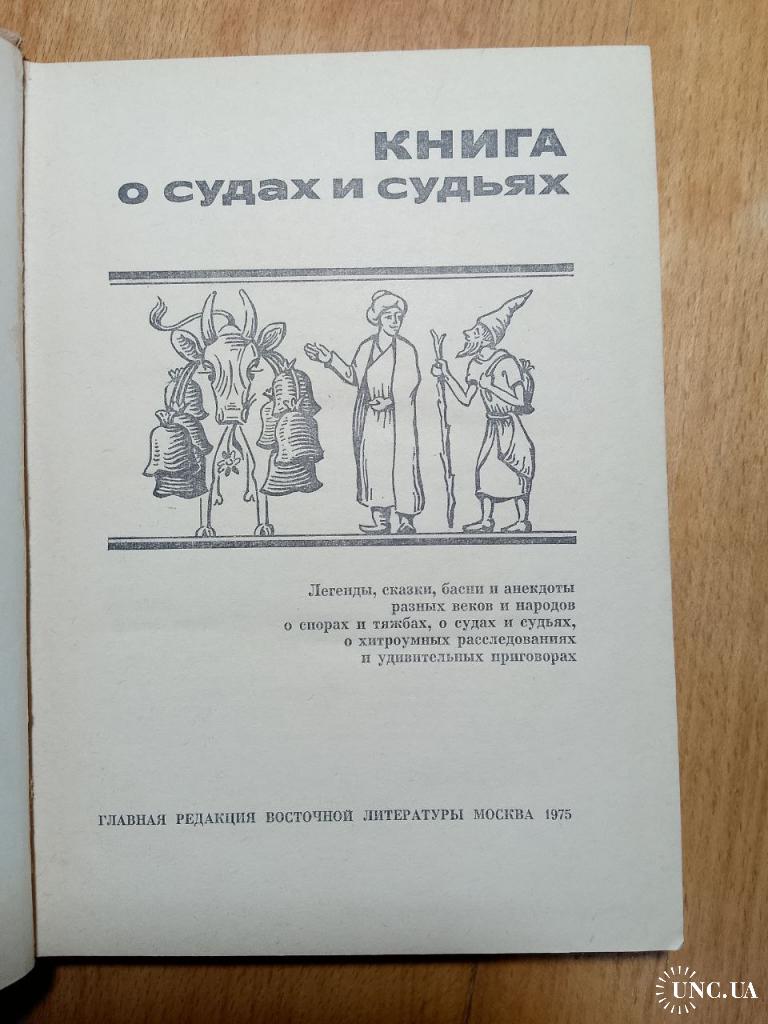 КНИГА
о судах и судьях
Легенды, сказки, басни и анекдоты
разных веков и народов
о спорах и тяжбах, о судах и судьях,
о хитроумных расследованиях
и удивительных приговорах
ГЛАВНАЯ РЕДАКЦИЯ ВОСТОЧНОЙ ЛИТЕРАТУРЫ МОСКВА 1975
UNC.UA